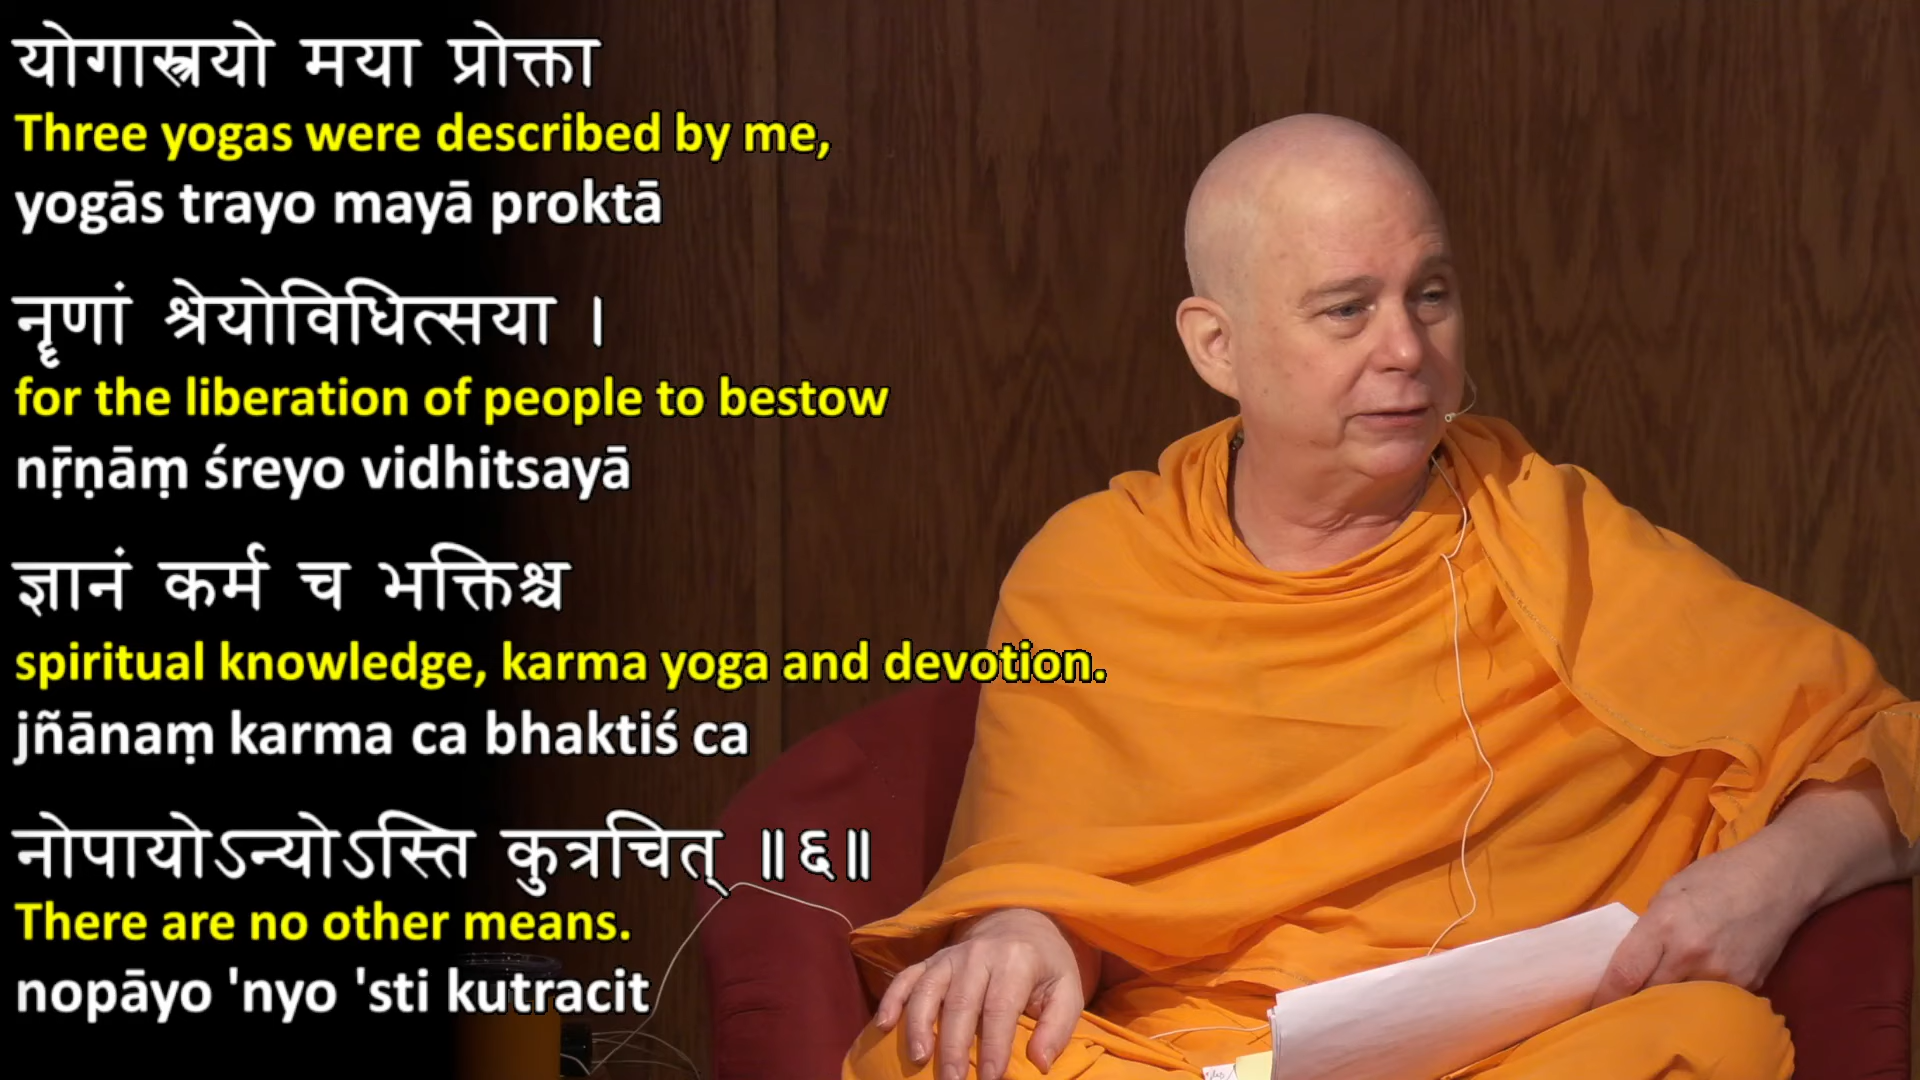 योगास्त्रयो मया प्रोक्ता
Three yogas were described by me,
yogās trayo mayā proktā
नॄणां श्रेयोविधित्सया ।
for the liberation of people to bestow
nṝṇāṃ śreyo vidhitsayā
ज्ञानं कर्म च भक्तिश्च
spiritual knowledge, karma yoga and devotion.
jñānaṃ karma ca bhaktiś ca
नोपायोऽन्योऽस्ति कुत्रचित् ॥६॥
There are no other means.
nopāyo 'nyo 'sti kutracit